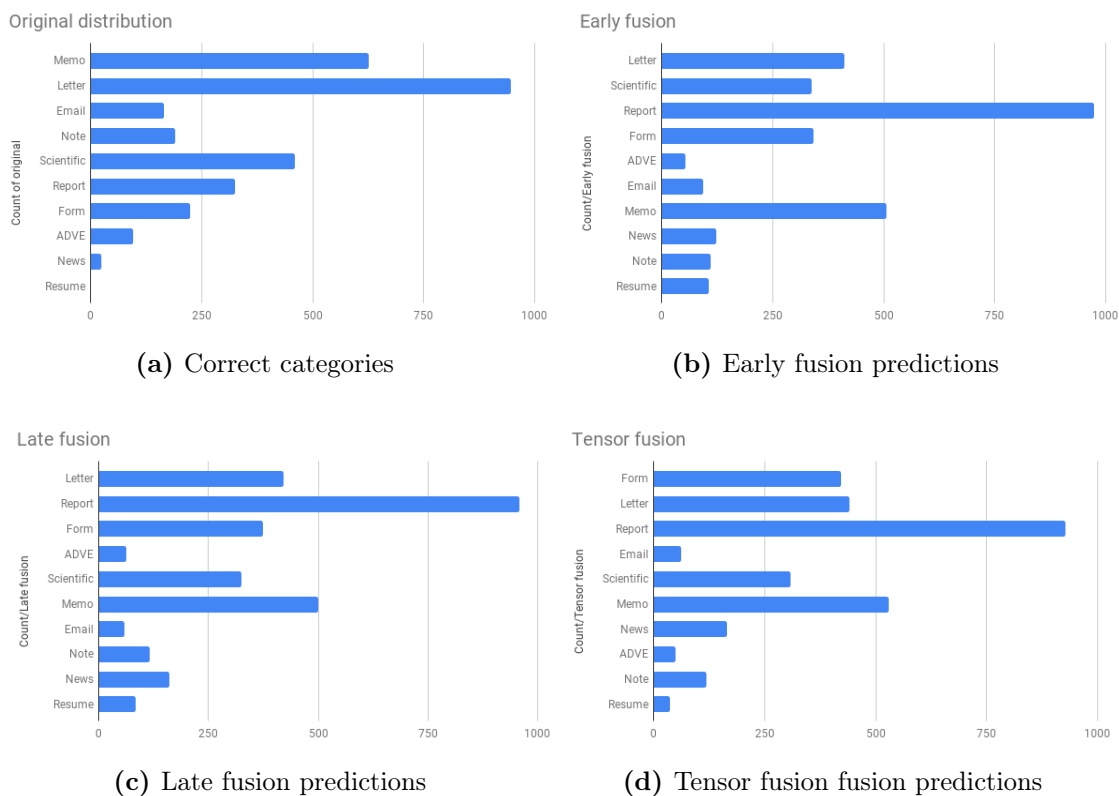 Original distribution
Count of original
Memo
Letter
Email
Note
Scientific
Report
Form
ADVE
News
Resume
0 250 500 750 1000
(a) Correct categories
Early fusion
Count/Early fusion
Letter
Scientific
Report
Form
ADVE
Email
Memo
News
Note
Resume
0 250 500 750 1000
(b) Early fusion predictions
Late fusion
Count/Late fusion
Letter
Report
Form
ADVE
Scientific
Memo
Email
Note
News
Resume
0 250 500 750 1000
(c) Late fusion predictions
Tensor fusion
Count/Tensor fusion
Form
Letter
Report
Email
Scientific
Memo
News
ADVE
Note
Resume
0 250 500 750 1000
(d) Tensor fusion fusion predictions